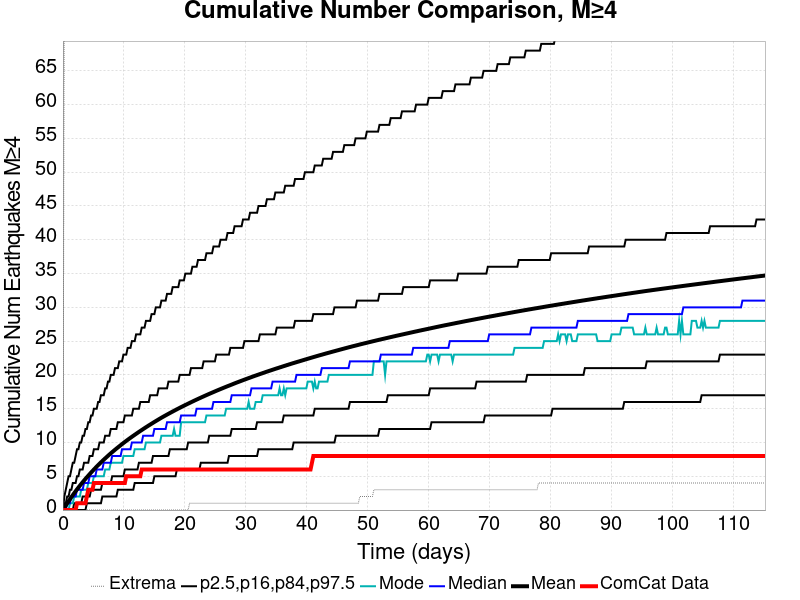 Cumulative Number Comparison, M≥4
Cumulative Num Earthquakes M≥4
65
60
55
50
45
40
35
30
25
20
15
10
5
0
0 10 20 30 40 50 60 70 80 90 100 110
Time (days)
Extrema p2.5,p16,p84,p97.5 Mode Median Mean ComCat Data